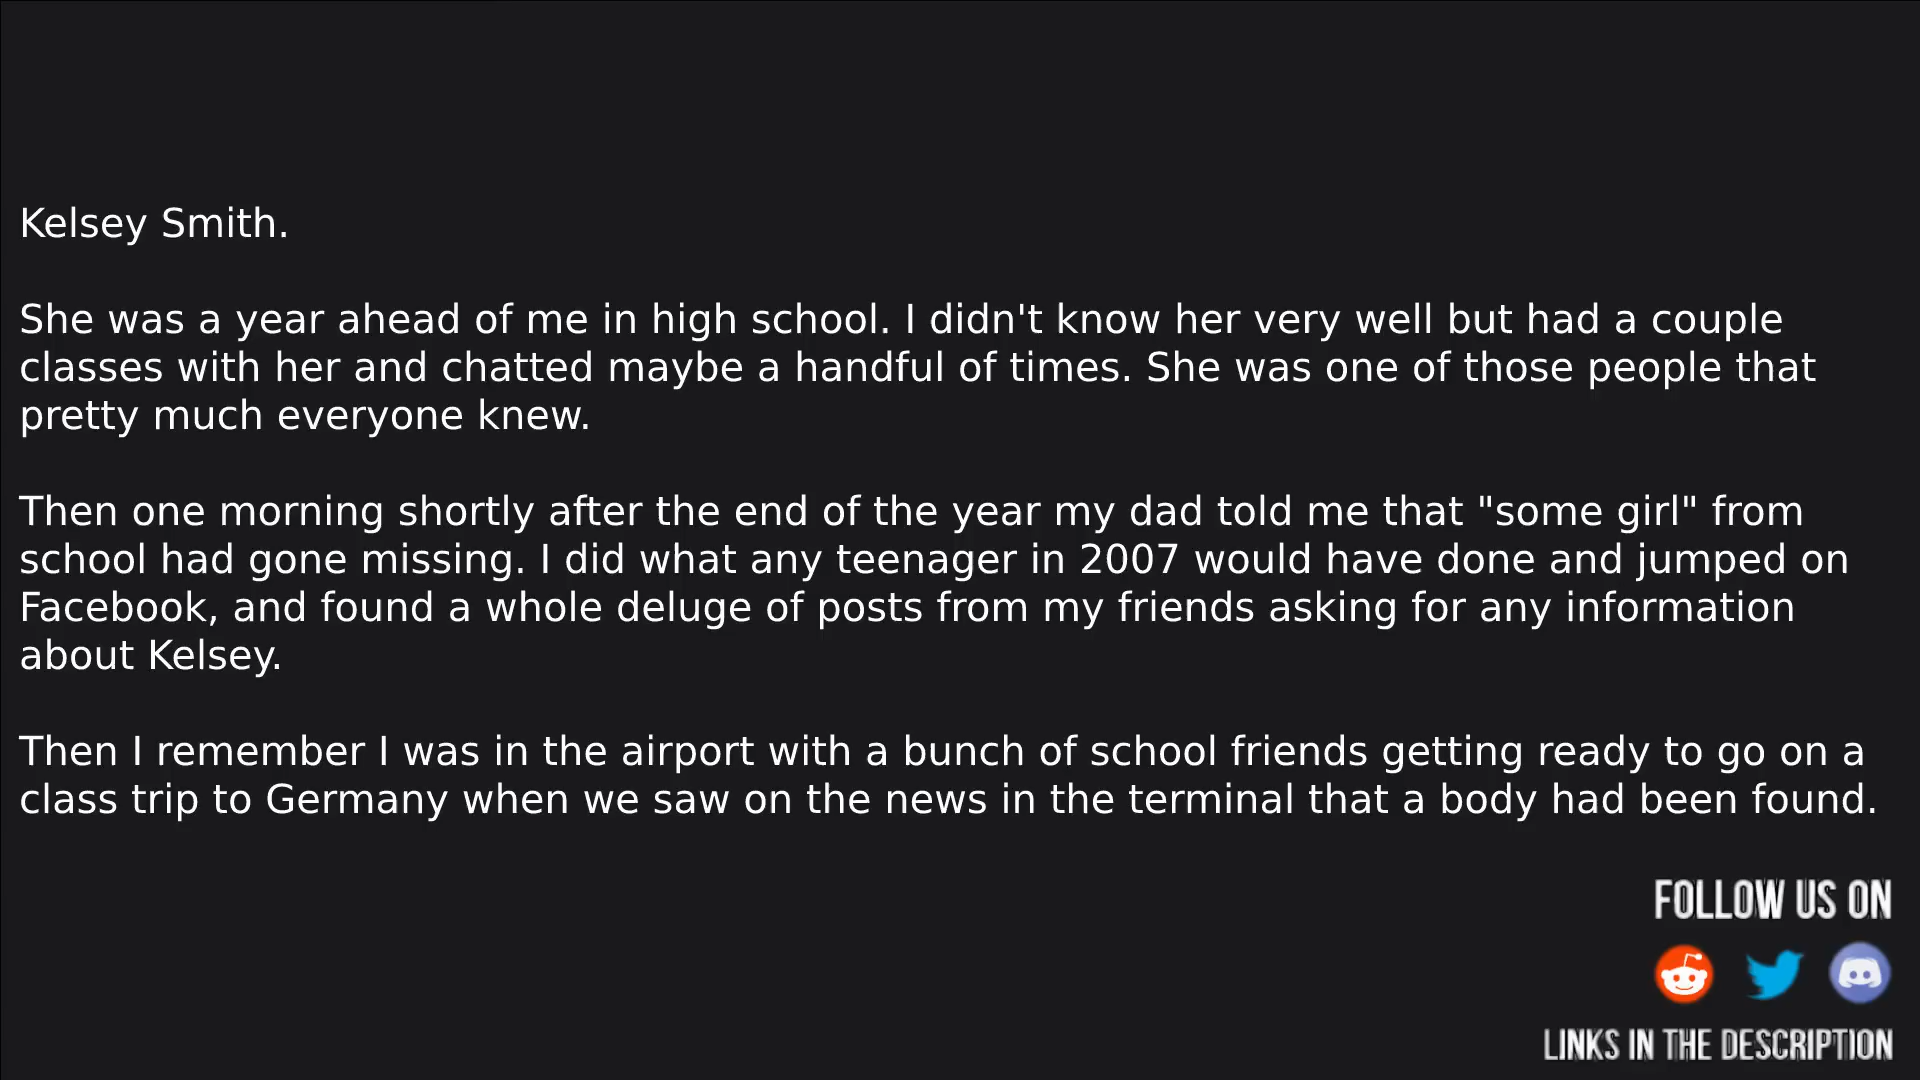 Kelsey Smith.
She was a year ahead of me in high school. I didn't know her very well but had a couple
classes with her and chatted maybe a handful of times. She was one of those people that
pretty much everyone knew.
Then one morning shortly after the end of the year my dad told me that "some girl" from
school had gone missing. I did what any teenager in 2007 would have done and jumped on
Facebook, and found a whole deluge of posts from my friends asking for any information
about Kelsey.
Then I remember I was in the airport with a bunch of school friends getting ready to go on a
class trip to Germany when we saw on the news in the terminal that a body had been found.
FOLLOW US ON
LINKS IN THE DESCRIPTION